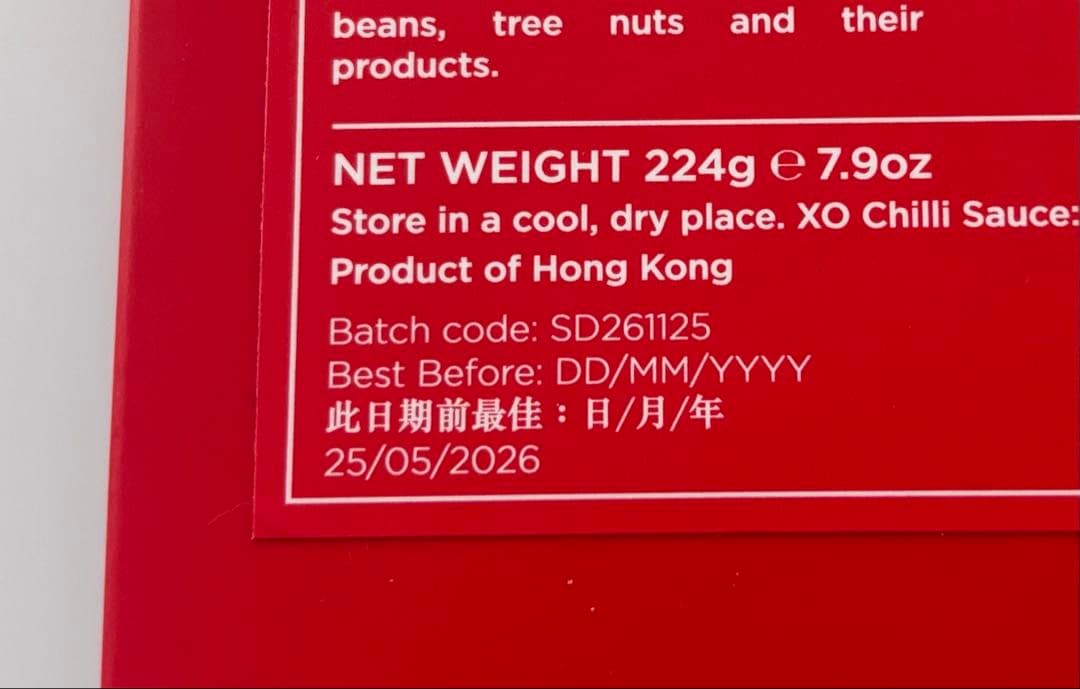 beans, tree nuts and their
products.
NET WEIGHT 224g ℮ 7.9oz
Store in a cool, dry place. XO Chilli Sauce:
Product of Hong Kong
Batch code: SD261125
Best Before: DD/MM/YYYY
此日期前最佳：日/月/年
25/05/2026